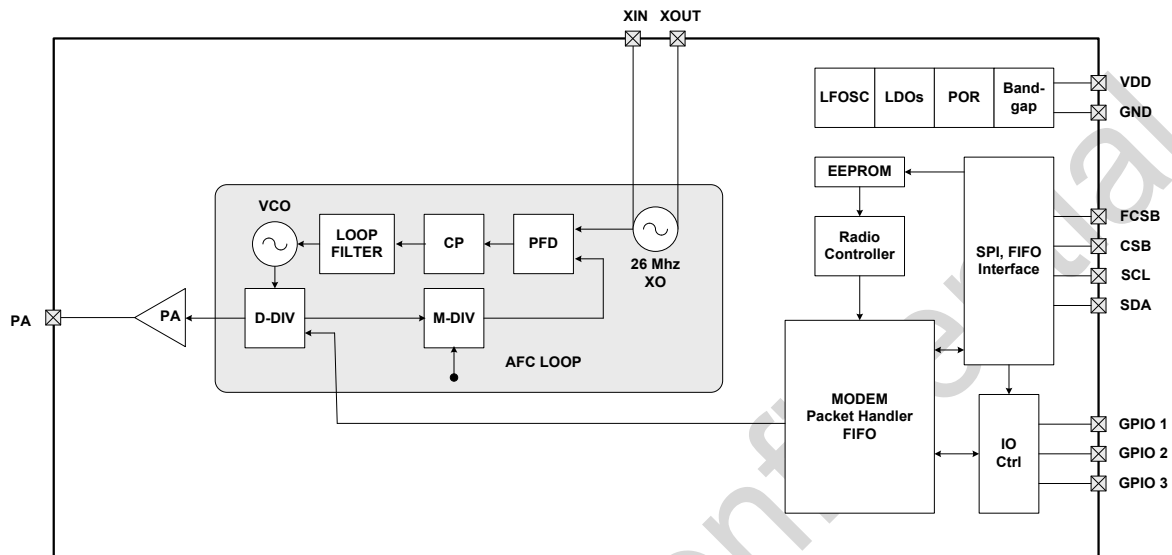 XIN XOUT
LFOSC LDOs POR Band-
gap
VDD
GND
EEPROM
FCSB
CSB
SCL
SDA
Radio
Controller
SPI, FIFO
Interface
VCO
LOOP
FILTER
CP
PFD
26 Mhz
XO
PA
PA
D-DIV
M-DIV
AFC LOOP
MODEM
Packet Handler
FIFO
IO
Ctrl
GPIO 1
GPIO 2
GPIO 3